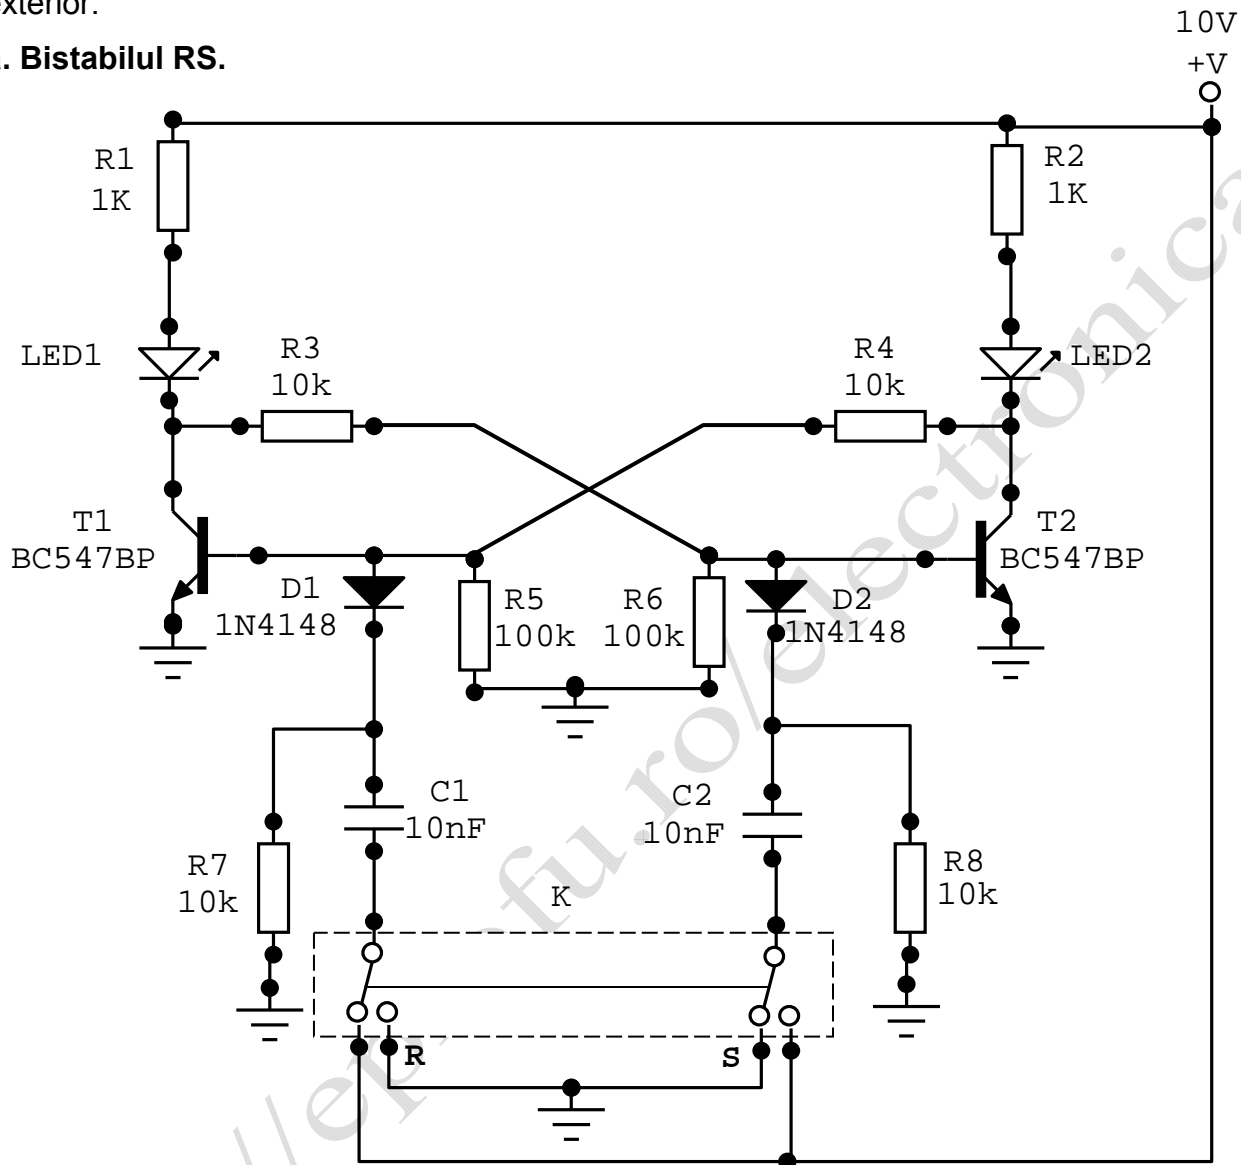 exterior.
. Bistabilul RS.
10V
+V
R1
1K
R2
1K
LED1
R3
10k
R4
10k
LED2
T1
BC547BP
T2
BC547BP
D1
1N4148
R5
100k
R6
100k
D2
1N4148
C1
10nF
C2
10nF
R7
10k
K
R8
10k
R
S